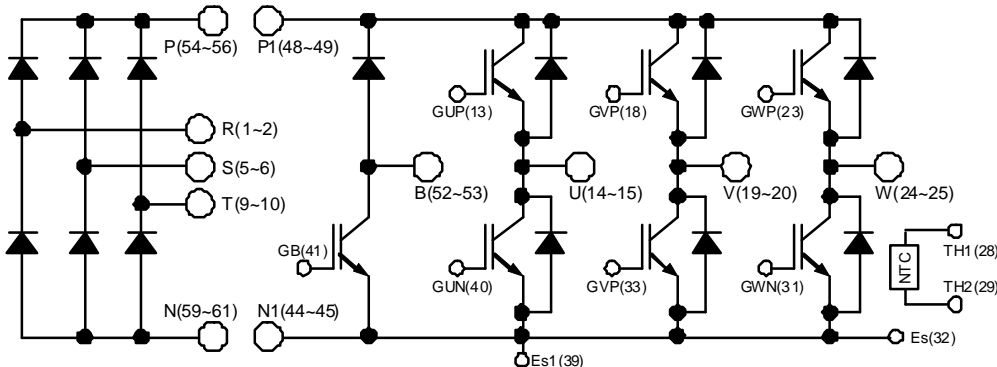 P(54~56) P1(48~49)
GUP(13) GVP(18) GWP(23)
R(1~2)
S(5~6) B(52~53) U(14~15) V(19~20) W(24~25)
T(9~10)
GB(41) NTC TH1(28)
GUN(40) GVP(33) GWN(31) TH2(29)
N(59~61) N1(44~45)
Es(32)
Es1(39)